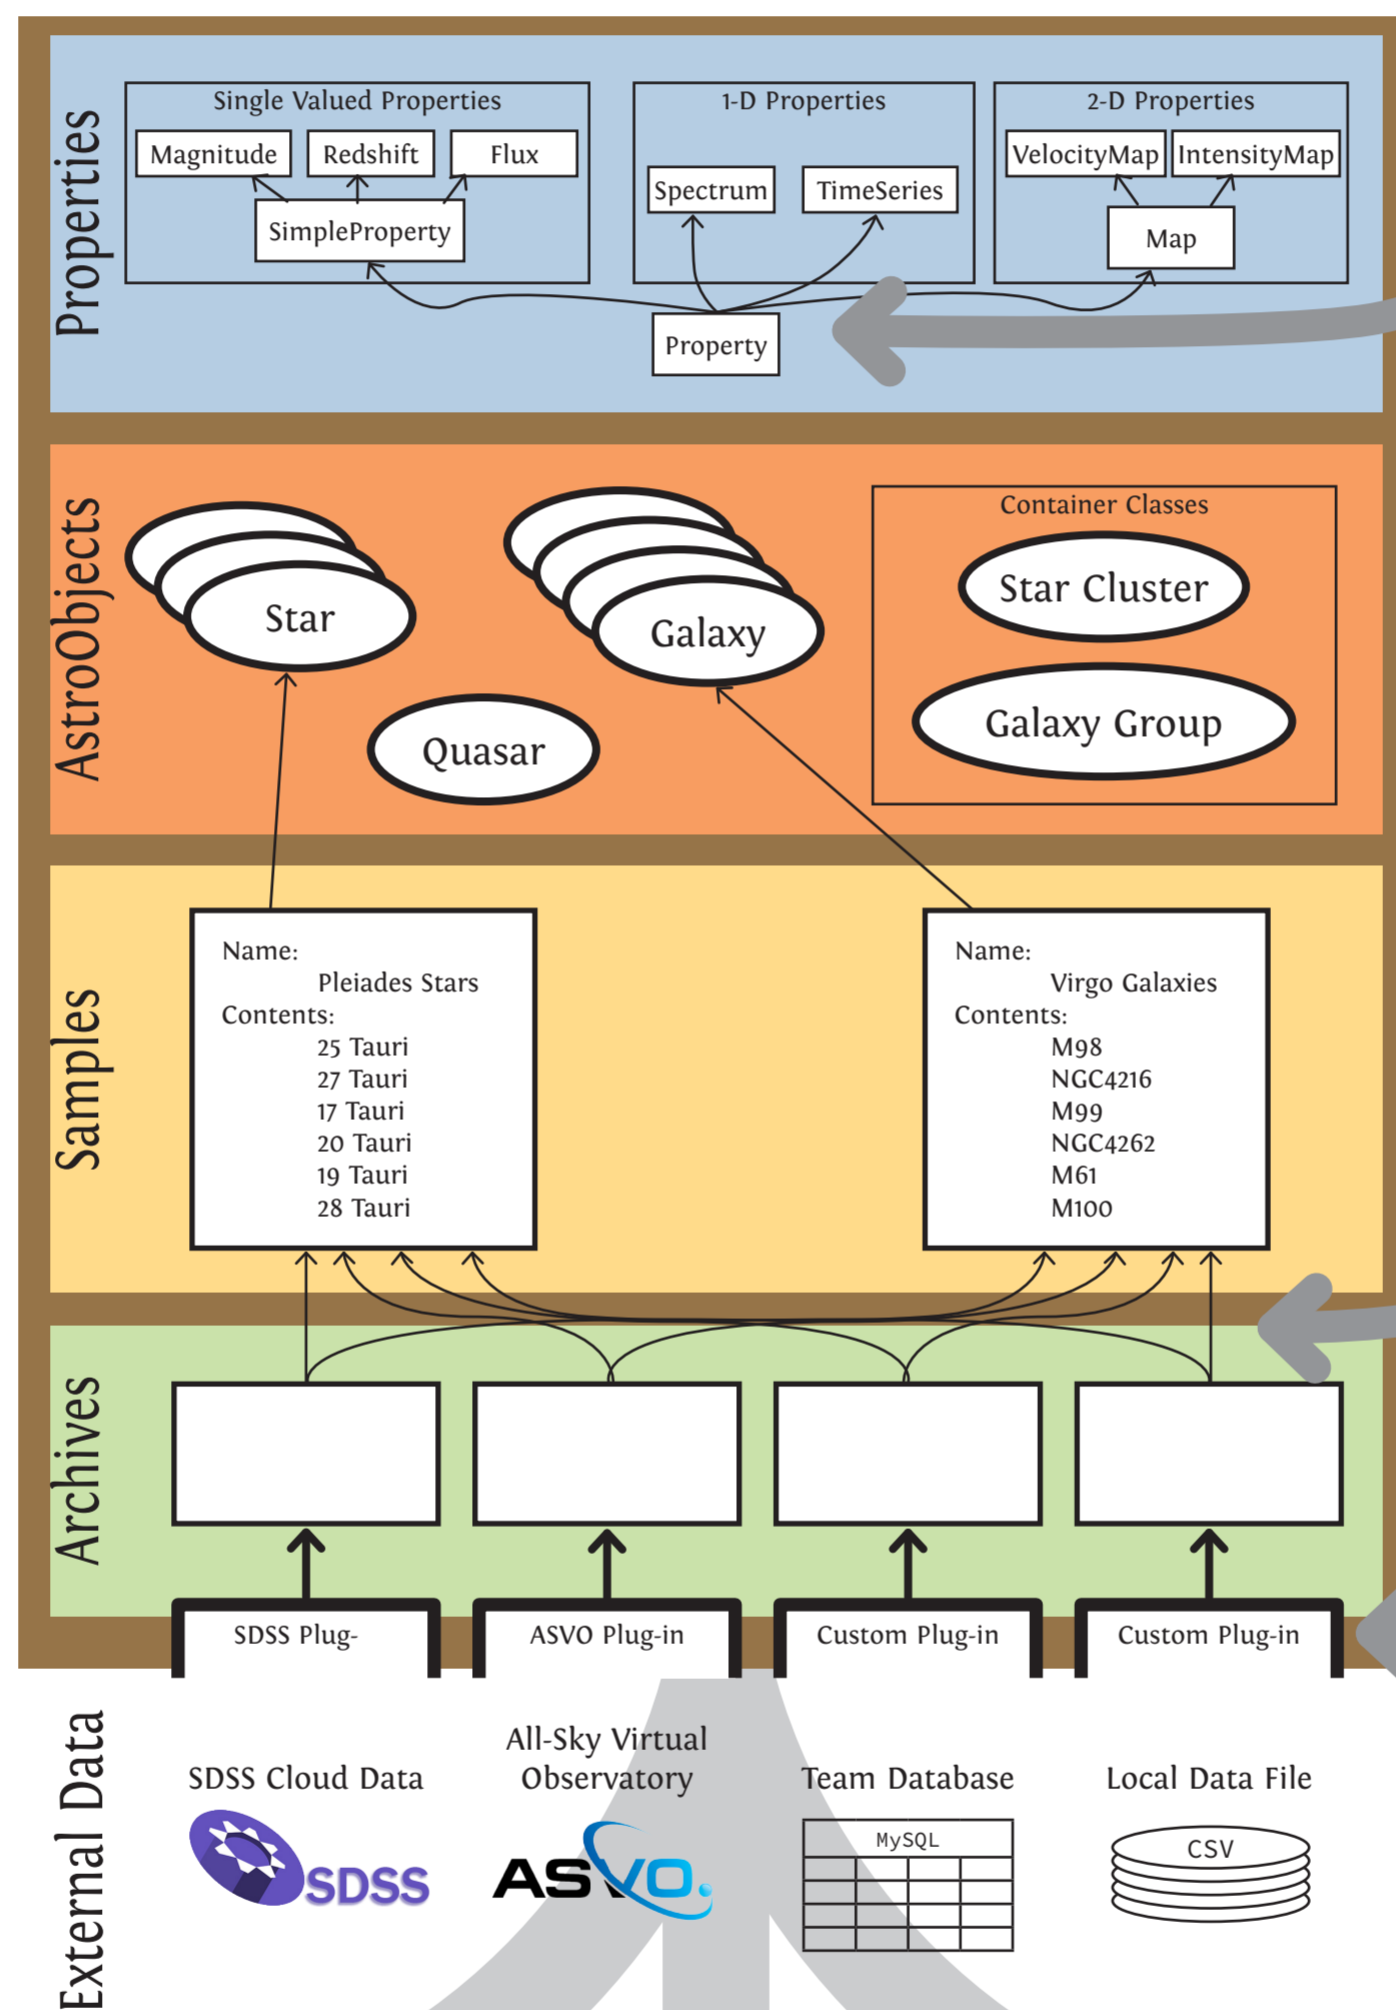 Properties
Single Valued Properties
Magnitude
Redshift
Flux
SimpleProperty
1-D Properties
Spectrum
TimeSeries
2-D Properties
VelocityMap
IntensityMap
Map
Property
AstroObjects
Star
Galaxy
Quasar
Container Classes
Star Cluster
Galaxy Group
Samples
Name:
Pleiades Stars
Contents:
25 Tauri
27 Tauri
17 Tauri
20 Tauri
19 Tauri
28 Tauri
Name:
Virgo Galaxies
Contents:
M98
NGC4216
M99
NGC4262
M61
M100
Archives
SDSS Plug-
ASVO Plug-in
Custom Plug-in
Custom Plug-in
External Data
SDSS Cloud Data
SDSS
All-Sky Virtual
Observatory
ASVO.
Team Database
MySQL
Local Data File
CSV